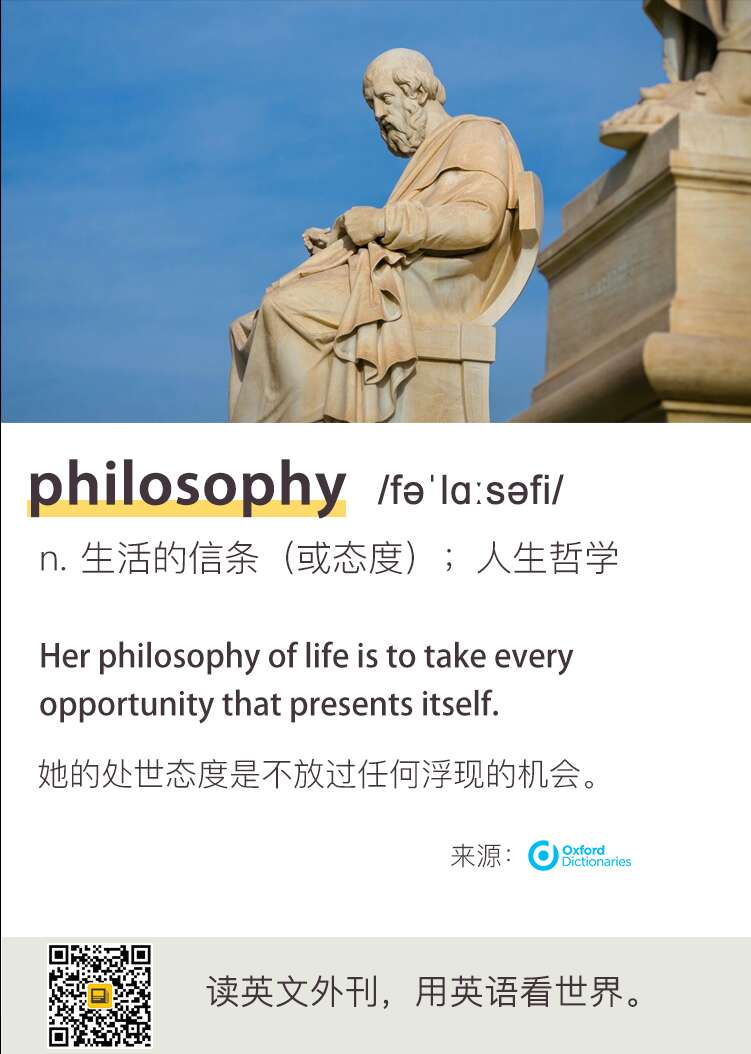 philosophy /fəˈlɑːsəfi/
n. 生活的信条（或态度）；人生哲学
Her philosophy of life is to take every
opportunity that presents itself.
她的处世态度是不放过任何浮现的机会。
来源：Oxford
Dictionaries
读英文外刊，用英语看世界。